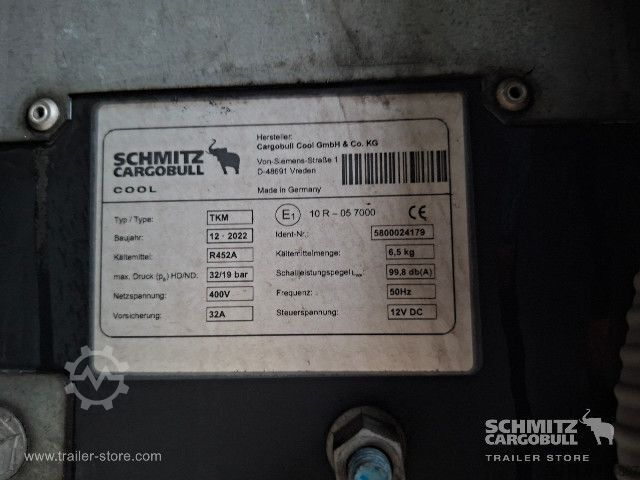 SCHMITZ
CARGOBULL
COOL
Hersteller:
Cargobull Cool GmbH & Co. KG
Von-Siemens-Straße 1
D-48691 Vreden
Made in Germany
Typ / Type: TKM E1 10 R – 05 7000 CE
Baujahr: 12 - 2022 Ident-Nr.: 5800024179
Kältemittel: R452A Kältemittelmenge: 6,5 kg
max. Druck (ps) HD/ND: 32/19 bar Schallleistungspegel LWA: 99,8 db(A)
Netzspannung: 400V Frequenz: 50Hz
Vorsicherung: 32A Steuerspannung: 12V DC
www.trailer-store.com
SCHMITZ
CARGOBULL
TRAILER STORE